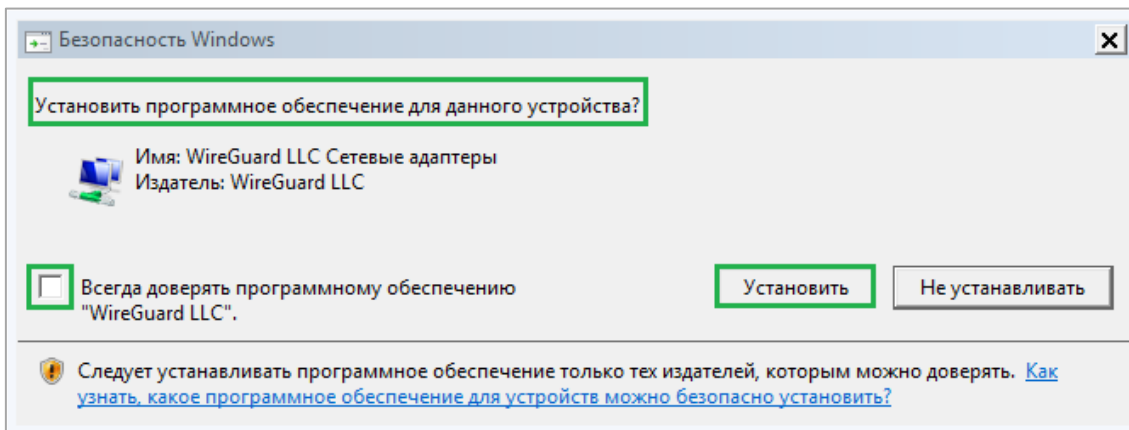 Безопасность Windows
Установить программное обеспечение для данного устройства?
Имя: WireGuard LLC Сетевые адаптеры
Издатель: WireGuard LLC
Всегда доверять программному обеспечению
"WireGuard LLC".
Установить
Не устанавливать
Следует устанавливать программное обеспечение только тех издателей, которым можно доверять. Как
узнать, какое программное обеспечение для устройств можно безопасно установить?